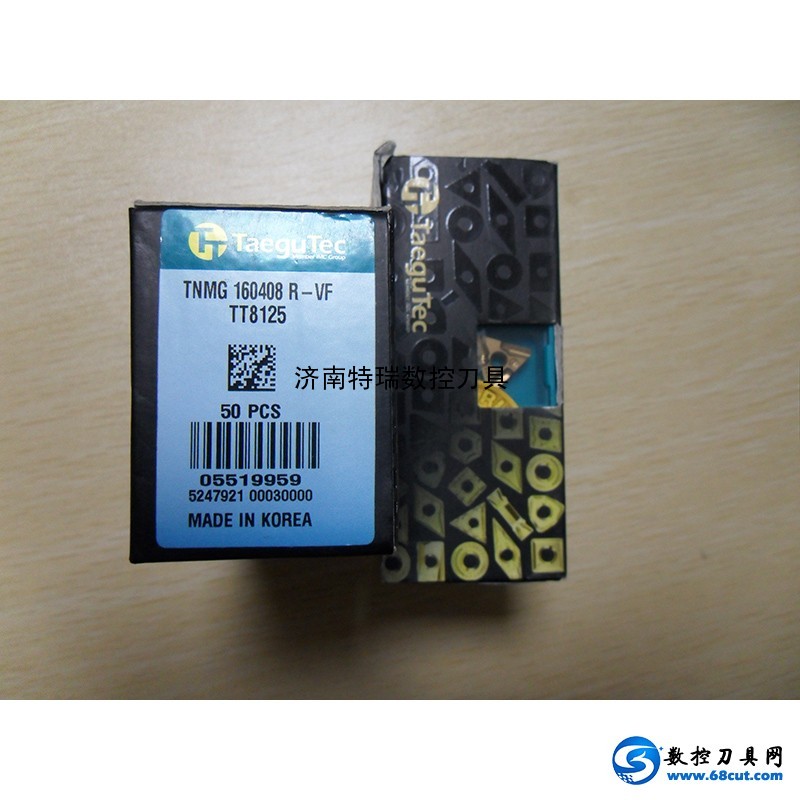 TaeguTec
TNMG 160408 R-VF
TT8125
50 PCS
05519959
5247921 00030000
MADE IN KOREA
TaeguTec
济南特瑞数控刀具
数控刀具网
www.68cut.com